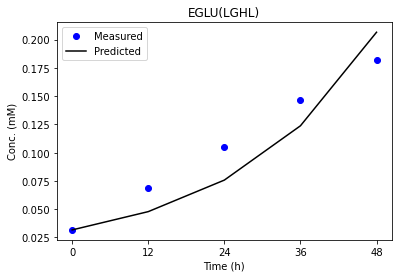 EGLU(LGHL)
Measured
Predicted
0.200
0.175
0.150
0.125
0.100
0.075
0.050
0.025
Conc. (mM)
0 12 24 36 48
Time (h)